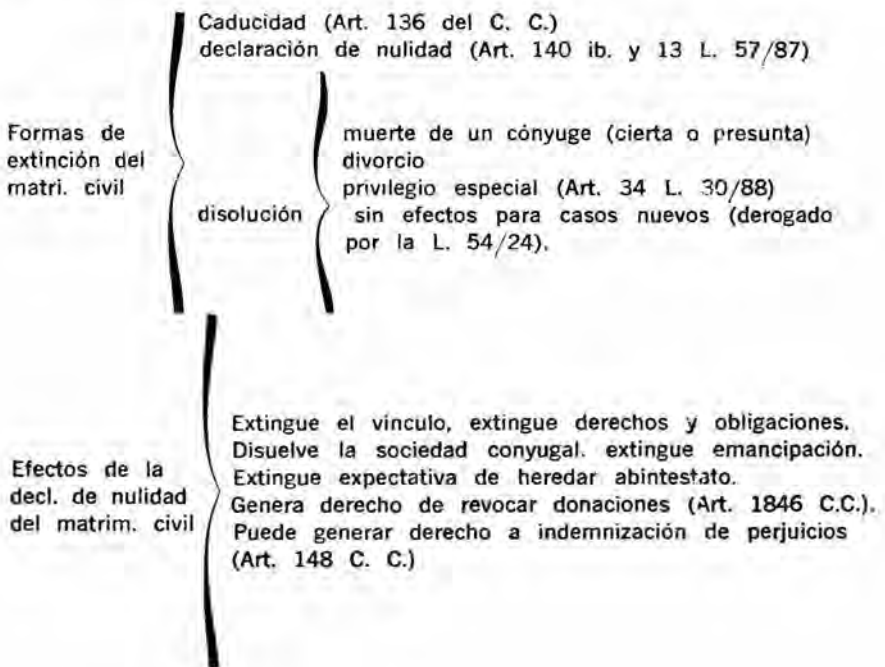 Caducidad (Art. 136 del C. C.)
declaración de nulidad (Art. 140 ib. y 13 L. 57/87)
Formas de
extinción del
matri. civil
disolución
muerte de un cónyuge (cierta o presunta)
divorcio
privilegio especial (Art. 34 L. 30/88)
sin efectos para casos nuevos (derogado
por la L. 54/24).
Efectos de la
decl. de nulidad
del matrim. civil
Extingue el vínculo, extingue derechos y obligaciones.
Disuelve la sociedad conyugal. extingue emancipación.
Extingue expectativa de heredar abintestato.
Genera derecho de revocar donaciones (Art. 1846 C.C.).
Puede generar derecho a indemnización de perjuicios
(Art. 148 C. C.)